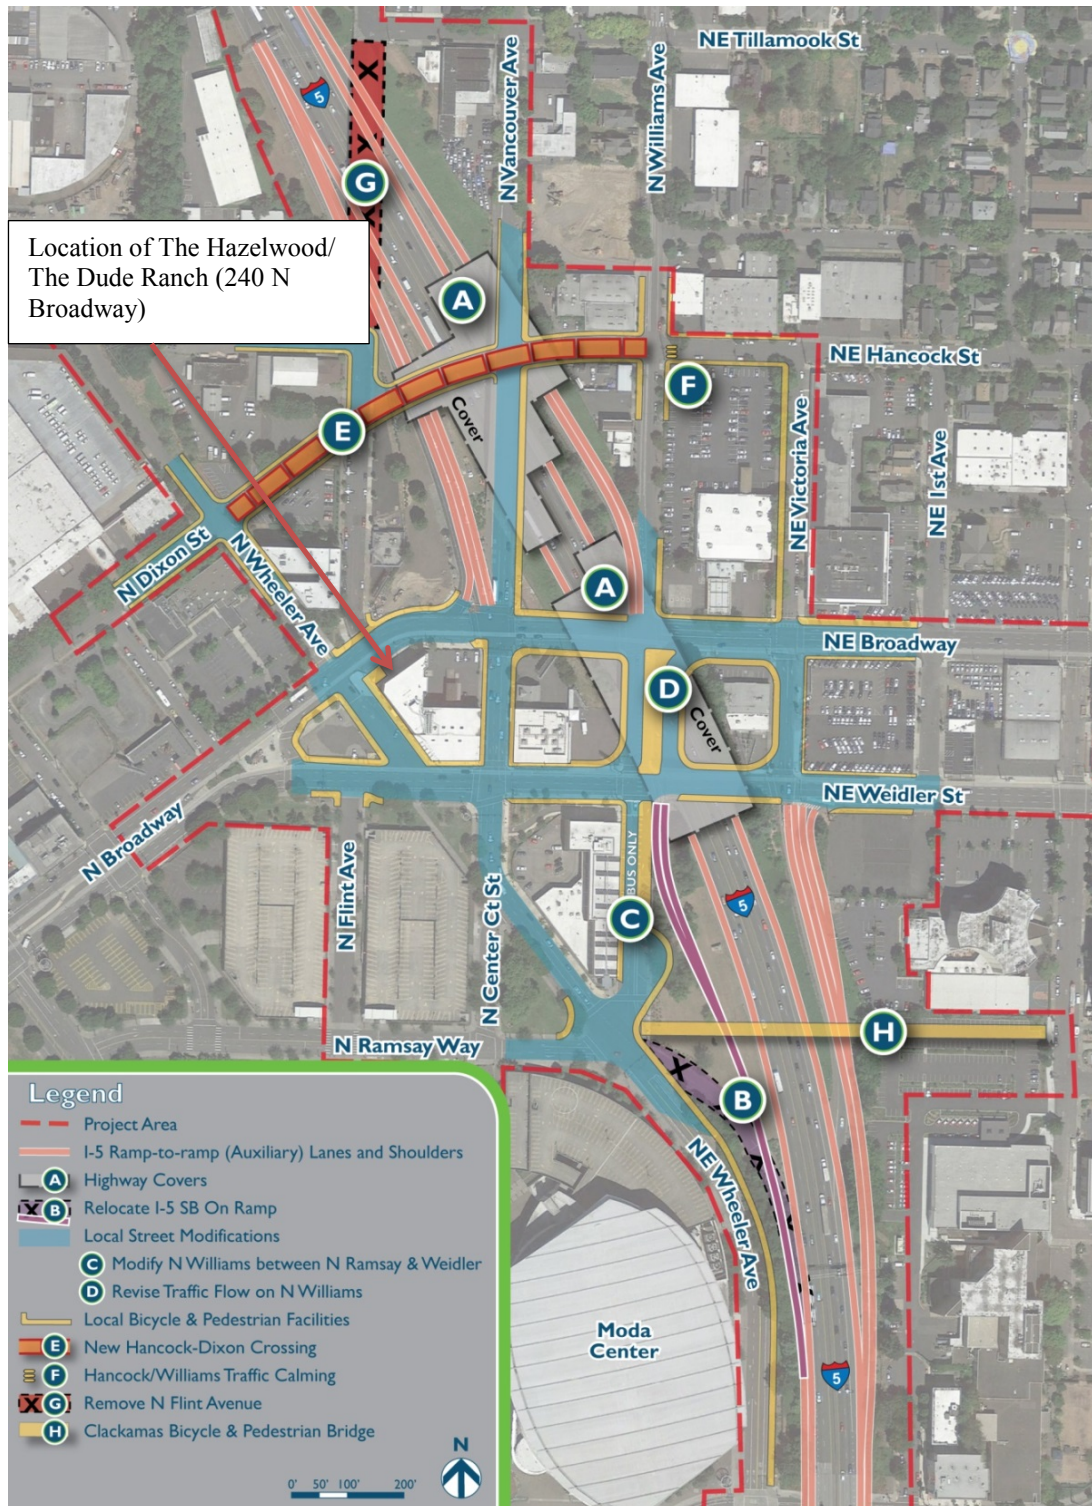 NE Tillamook St
N Vancouver Ave
N Williams Ave
5
X
X
G
Location of The Hazelwood/
The Dude Ranch (240 N
Broadway)
A
NE Hancock St
F
Cover
E
NE Victoria Ave
NE 1st Ave
N Dixon St
N Wheeler Ave
A
NE Broadway
D
Cover
NE Weidler St
N Broadway
BUS ONLY
5
N Flint Ave
C
N Center Ct St
H
N Ramsay Way
X
B
NE Wheeler Ave
Moda
Center
5
Legend
Project Area
I-5 Ramp-to-ramp (Auxiliary) Lanes and Shoulders
A Highway Covers
X B Relocate I-5 SB On Ramp
Local Street Modifications
C Modify N Williams between N Ramsay & Weidler
D Revise Traffic Flow on N Williams
Local Bicycle & Pedestrian Facilities
E New Hancock-Dixon Crossing
F Hancock/Williams Traffic Calming
X G Remove N Flint Avenue
H Clackamas Bicycle & Pedestrian Bridge
N
0' 50' 100' 200'